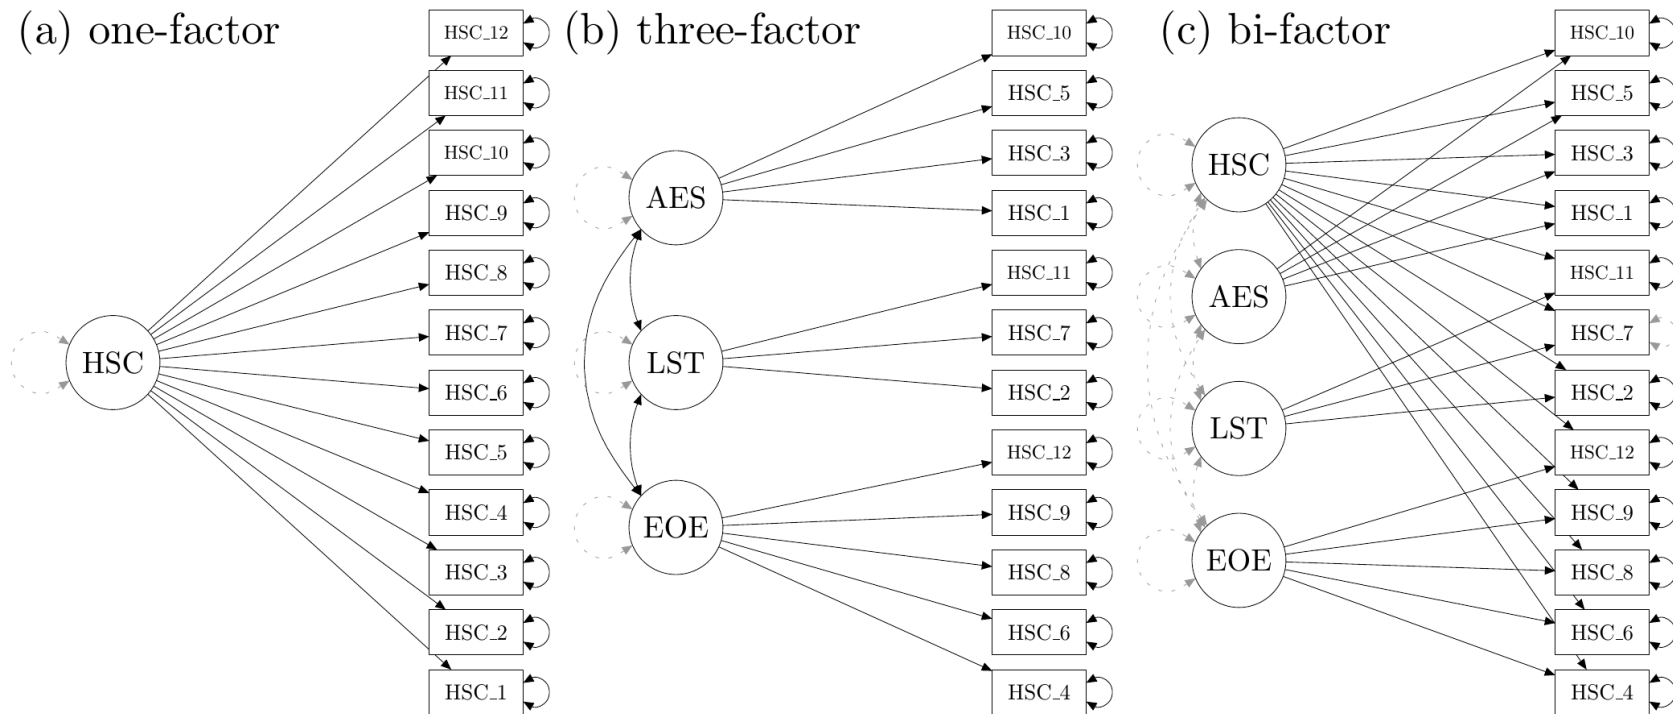 (a) one-factor
HSC_12
HSC_11
HSC_10
HSC_9
HSC_8
HSC_7
HSC_6
HSC_5
HSC_4
HSC_3
HSC_2
HSC_1
HSC
(b) three-factor
AES
LST
EOE
HSC_10
HSC_5
HSC_3
HSC_1
HSC_11
HSC_7
HSC_2
HSC_12
HSC_9
HSC_8
HSC_6
HSC_4
(c) bi-factor
HSC
AES
LST
EOE
HSC_10
HSC_5
HSC_3
HSC_1
HSC_11
HSC_7
HSC_2
HSC_12
HSC_9
HSC_8
HSC_6
HSC_4